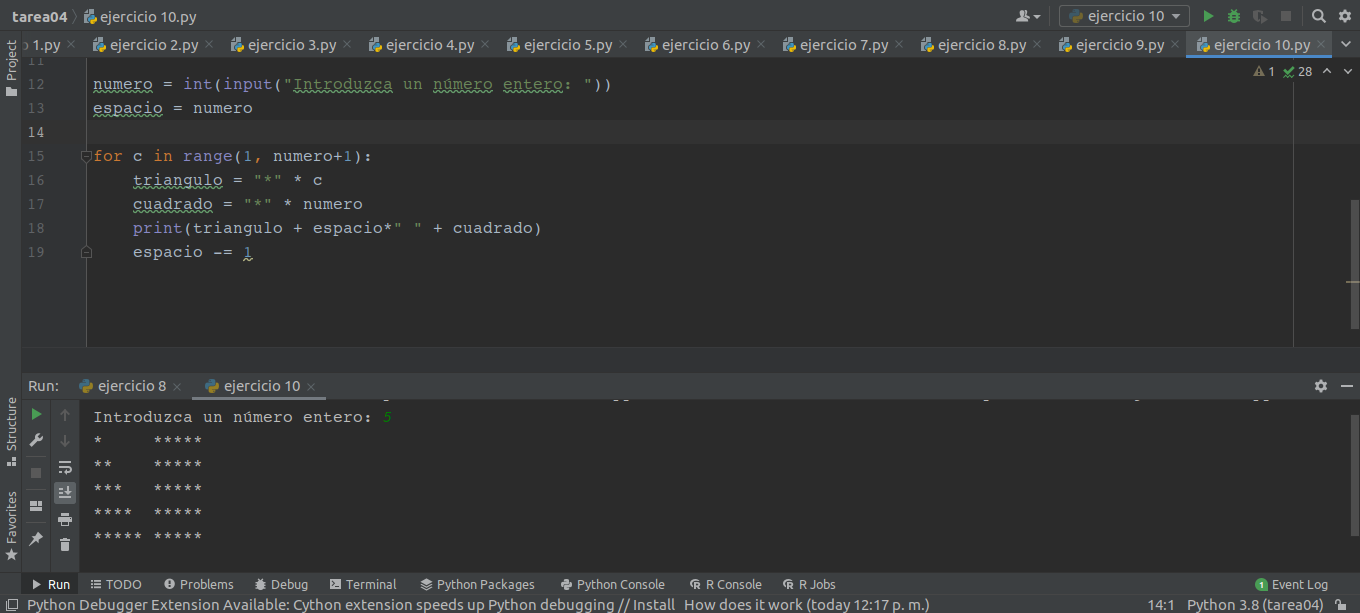 tarea04 ejercicio 10.py ejercicio 10
Project 1.py ejercicio 2.py ejercicio 3.py ejercicio 4.py ejercicio 5.py ejercicio 6.py ejercicio 7.py ejercicio 8.py ejercicio 9.py ejercicio 10.py
11
1 28
12 numero = int(input("Introduzca un número entero: "))
13 espacio = numero
14
15 for c in range(1, numero+1):
16 triangulo = "*" * c
17 cuadrado = "*" * numero
18 print(triangulo + espacio*" " + cuadrado)
19 espacio -= 1
Run: ejercicio 8 ejercicio 10
Introduzca un número entero: 5
*     *****
**    *****
***   *****
****  *****
***** *****
Structure
Favorites
Run TODO Problems Debug Terminal Python Packages Python Console R Console R Jobs 1 Event Log
Python Debugger Extension Available: Cython extension speeds up Python debugging // Install How does it work (today 12:17 p. m.) 14:1 Python 3.8 (tarea04)